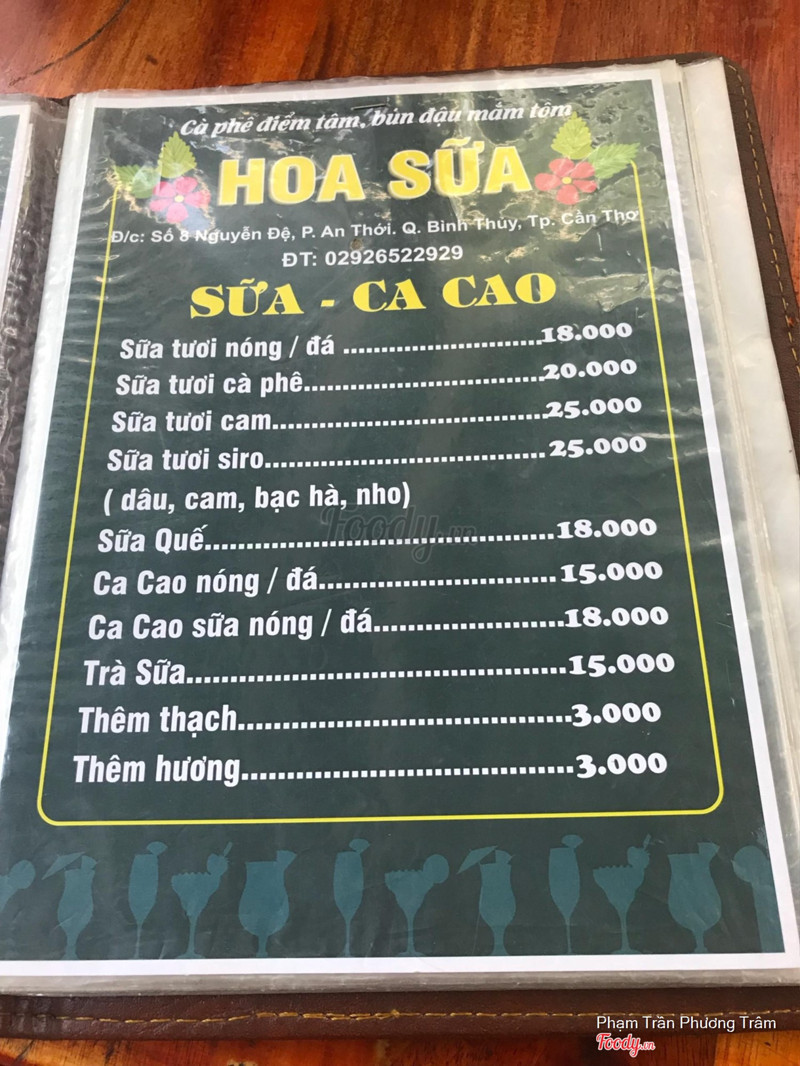 Cà phê điểm tâm, bún đậu mắm tôm
HOA SỮA
Đ/c: Số 8 Nguyễn Đệ, P. An Thới. Q. Bình Thủy, Tp. Cần Thơ
ĐT: 02926522929
SỮA - CA CAO
Sữa tươi nóng / đá ................................18.000
Sữa tươi cà phê.......................................20.000
Sữa tươi cam............................................25.000
Sữa tươi siro.............................................25.000
( dâu, cam, bạc hà, nho)
Sữa Quế..................................................18.000
Ca Cao nóng / đá..................................15.000
Ca Cao sữa nóng / đá...........................18.000
Trà Sữa....................................................15.000
Thêm thạch..............................................3.000
Thêm hương............................................3.000
Foody.vn
Phạm Trần Phương Trâm
Foody.vn